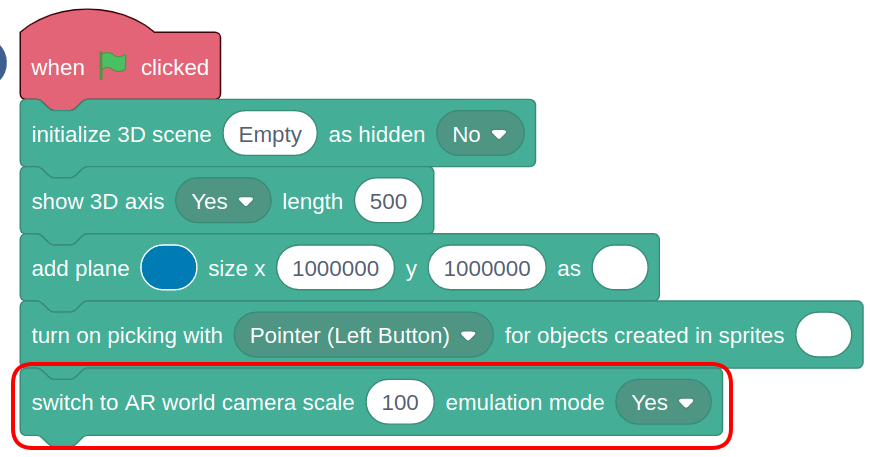 when clicked
initialize 3D scene Empty as hidden No
show 3D axis Yes length 500
add plane size x 1000000 y 1000000 as
turn on picking with Pointer (Left Button) for objects created in sprites
switch to AR world camera scale 100 emulation mode Yes